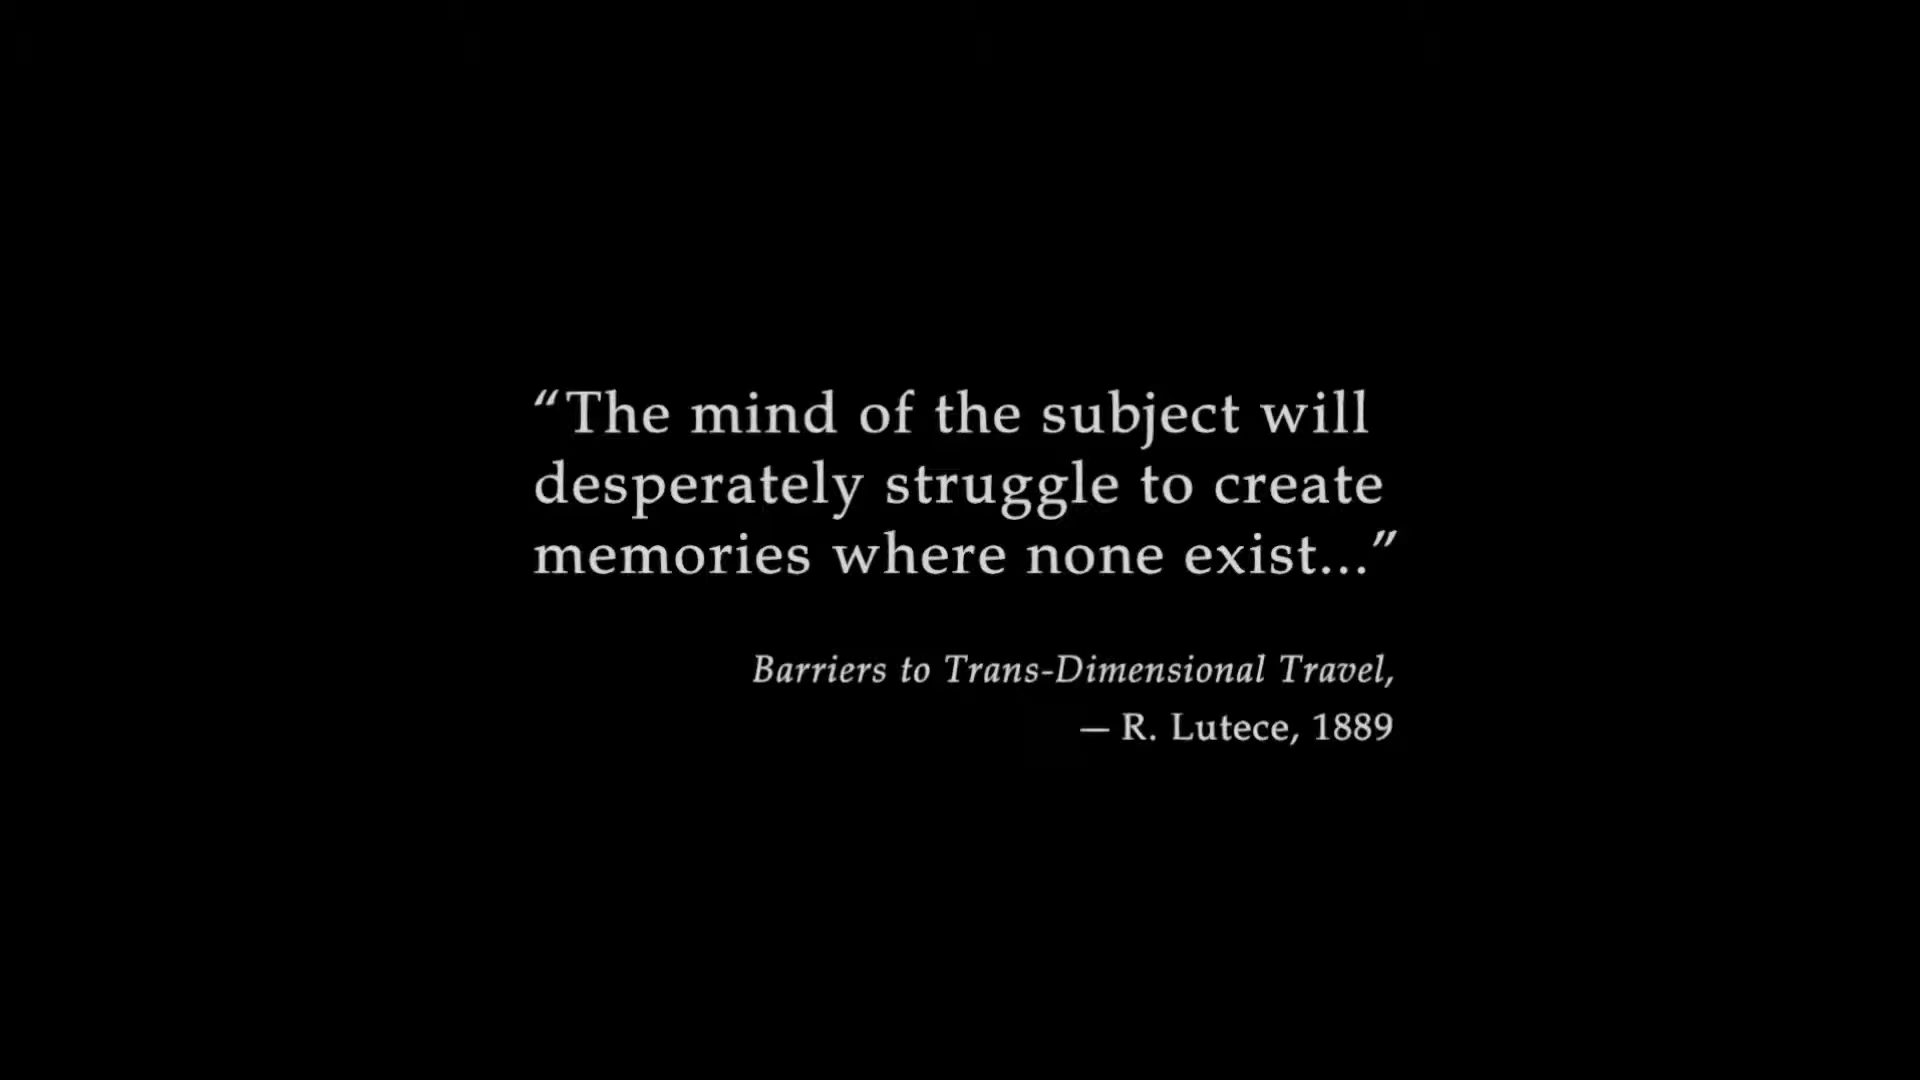 “The mind of the subject will
desperately struggle to create
memories where none exist...”
Barriers to Trans-Dimensional Travel,
— R. Lutece, 1889